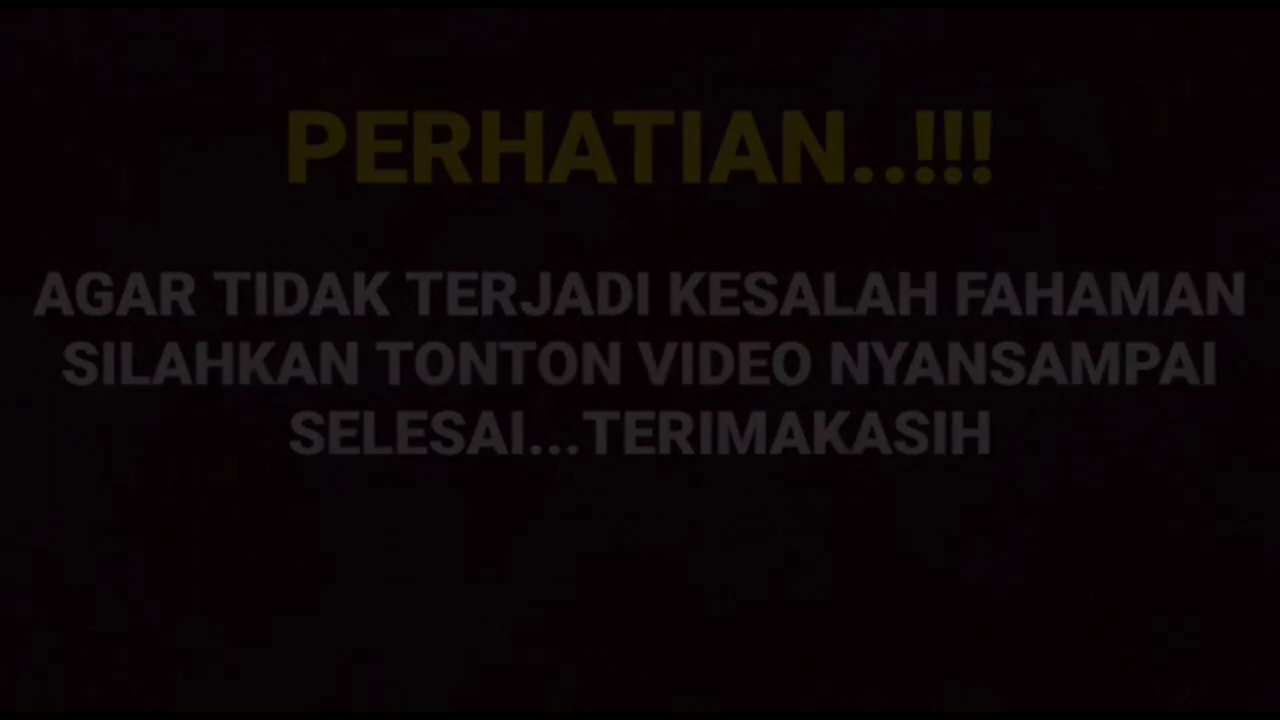 PERHATIAN..!!!
AGAR TIDAK TERJADI KESALAH FAHAMAN
SILAHKAN TONTON VIDEO NYANSAMPAI
SELESAI...TERIMAKASIH